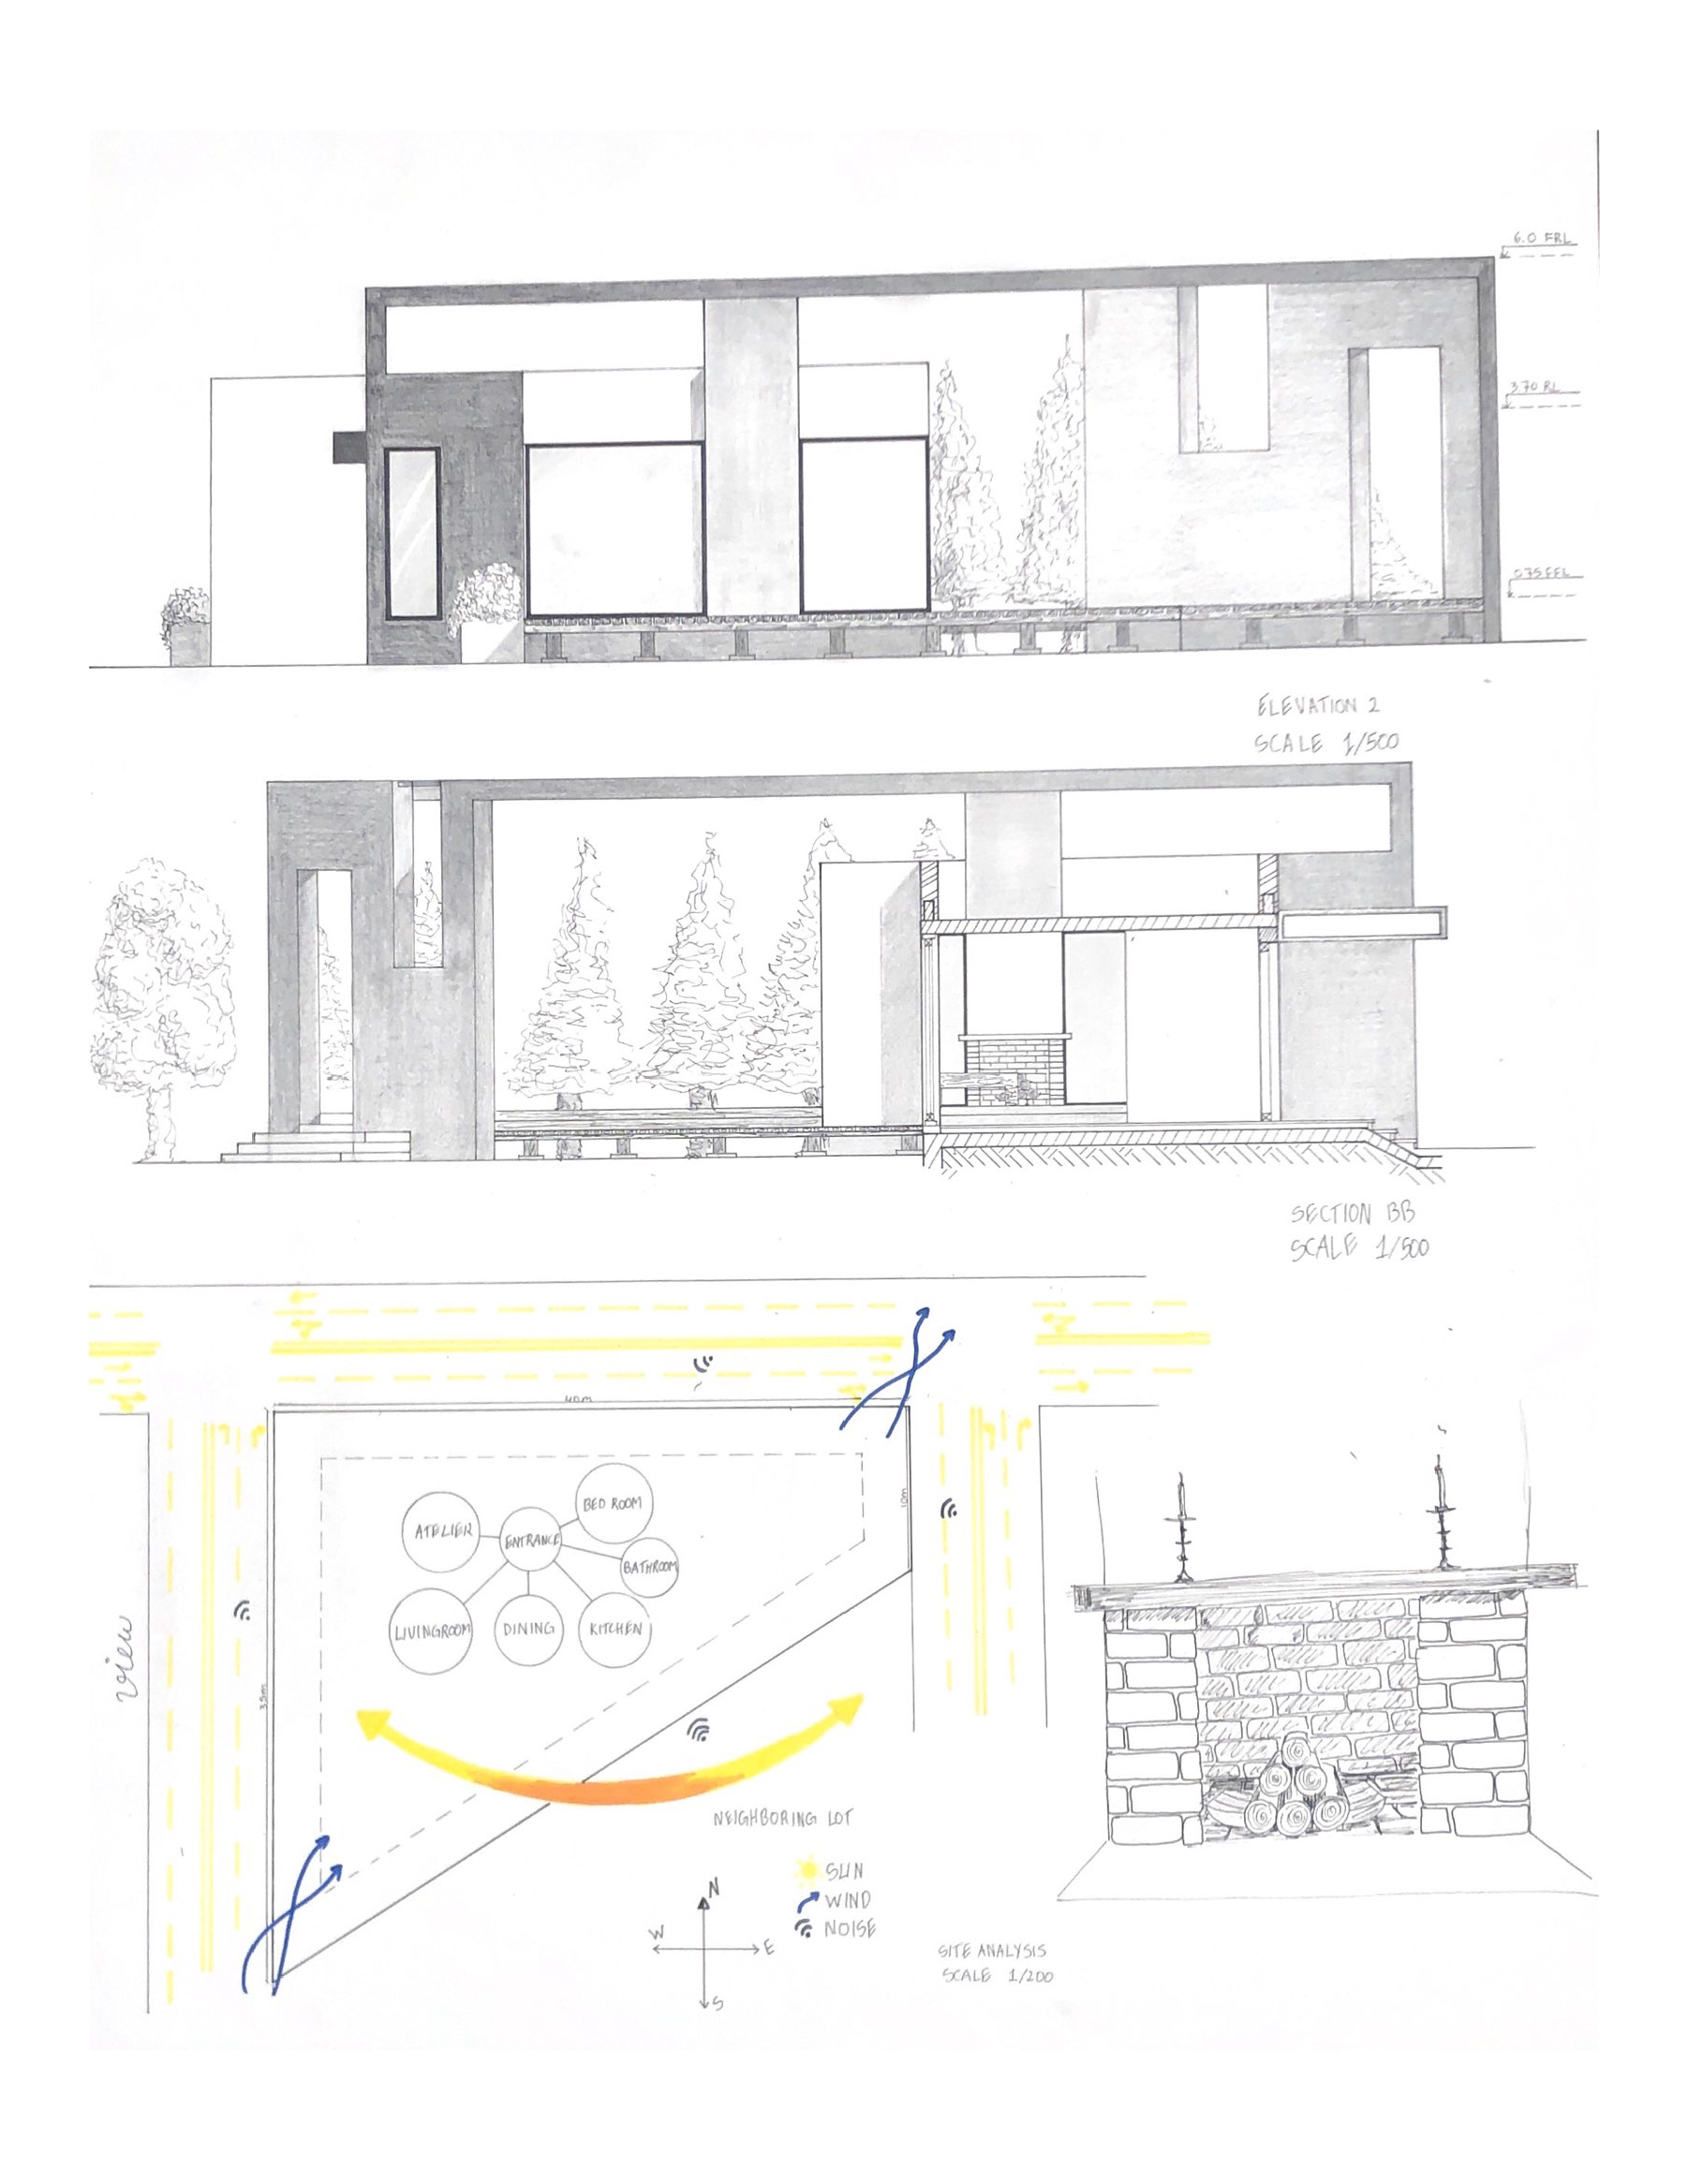 6.0 FRL
3.70 RL
0.75 FFL
ELEVATION 2
SCALE 1/500
SECTION BB
SCALE 1/500
40m
10m
35m
BED ROOM
ATELIER
ENTRANCE
BATHROOM
LIVINGROOM
DINING
KITCHEN
view
NEIGHBORING LOT
SUN
WIND
NOISE
N
W
E
S
SITE ANALYSIS
SCALE 1/200